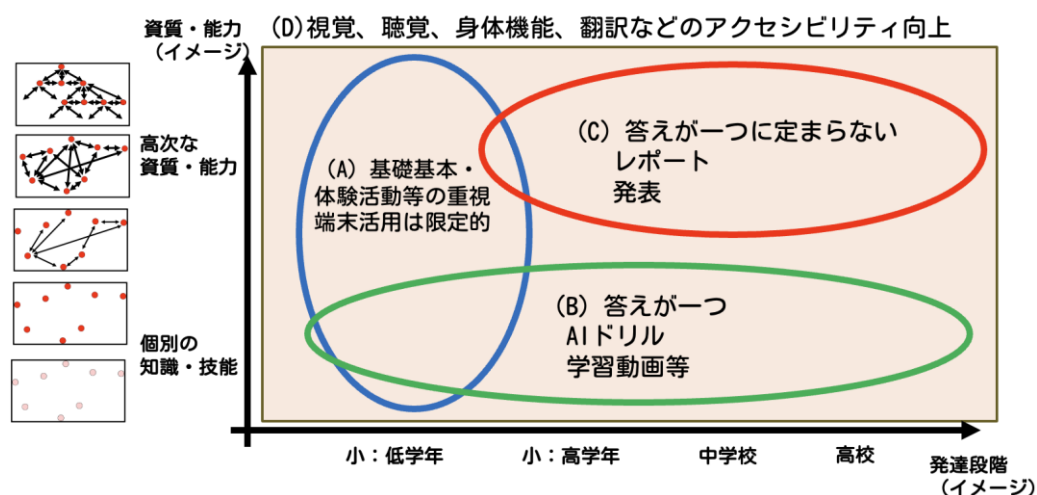 資質・能力
（イメージ）
(D)視覚、聴覚、身体機能、翻訳などのアクセシビリティ向上
高次な
資質・能力
個別の
知識・技能
（A）基礎基本・
体験活動等の重視
端末活用は限定的
（C）答えが一つに定まらない
レポート
発表
（B）答えが一つ
AIドリル
学習動画等
小：低学年
小：高学年
中学校
高校
発達段階
（イメージ）